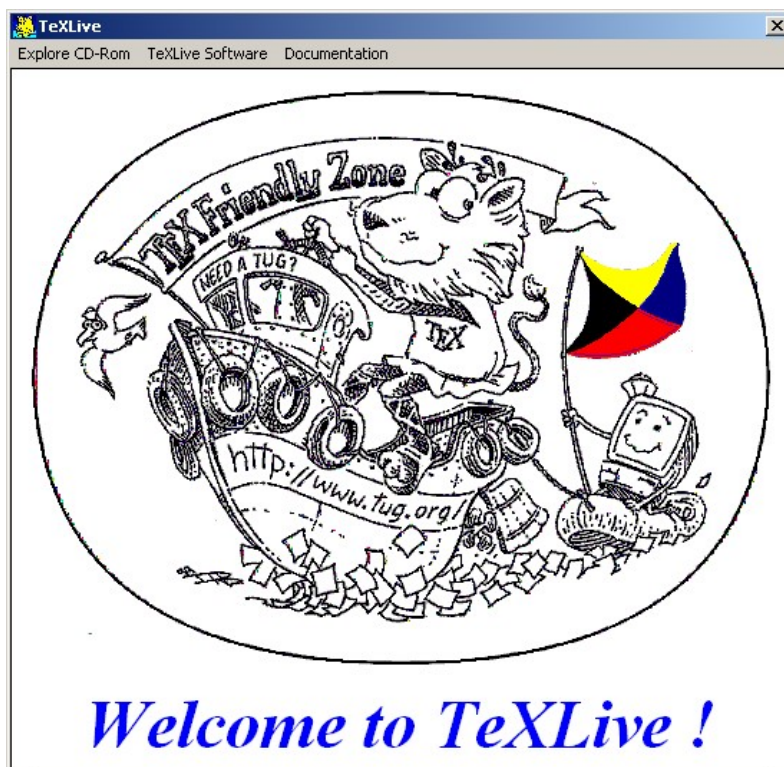 TeXLive
Explore CD-Rom TeXLive Software Documentation
TEX Friendly Zone
NEED A TUG?
TEX
http://www.tug.org/
Welcome to TeXLive !